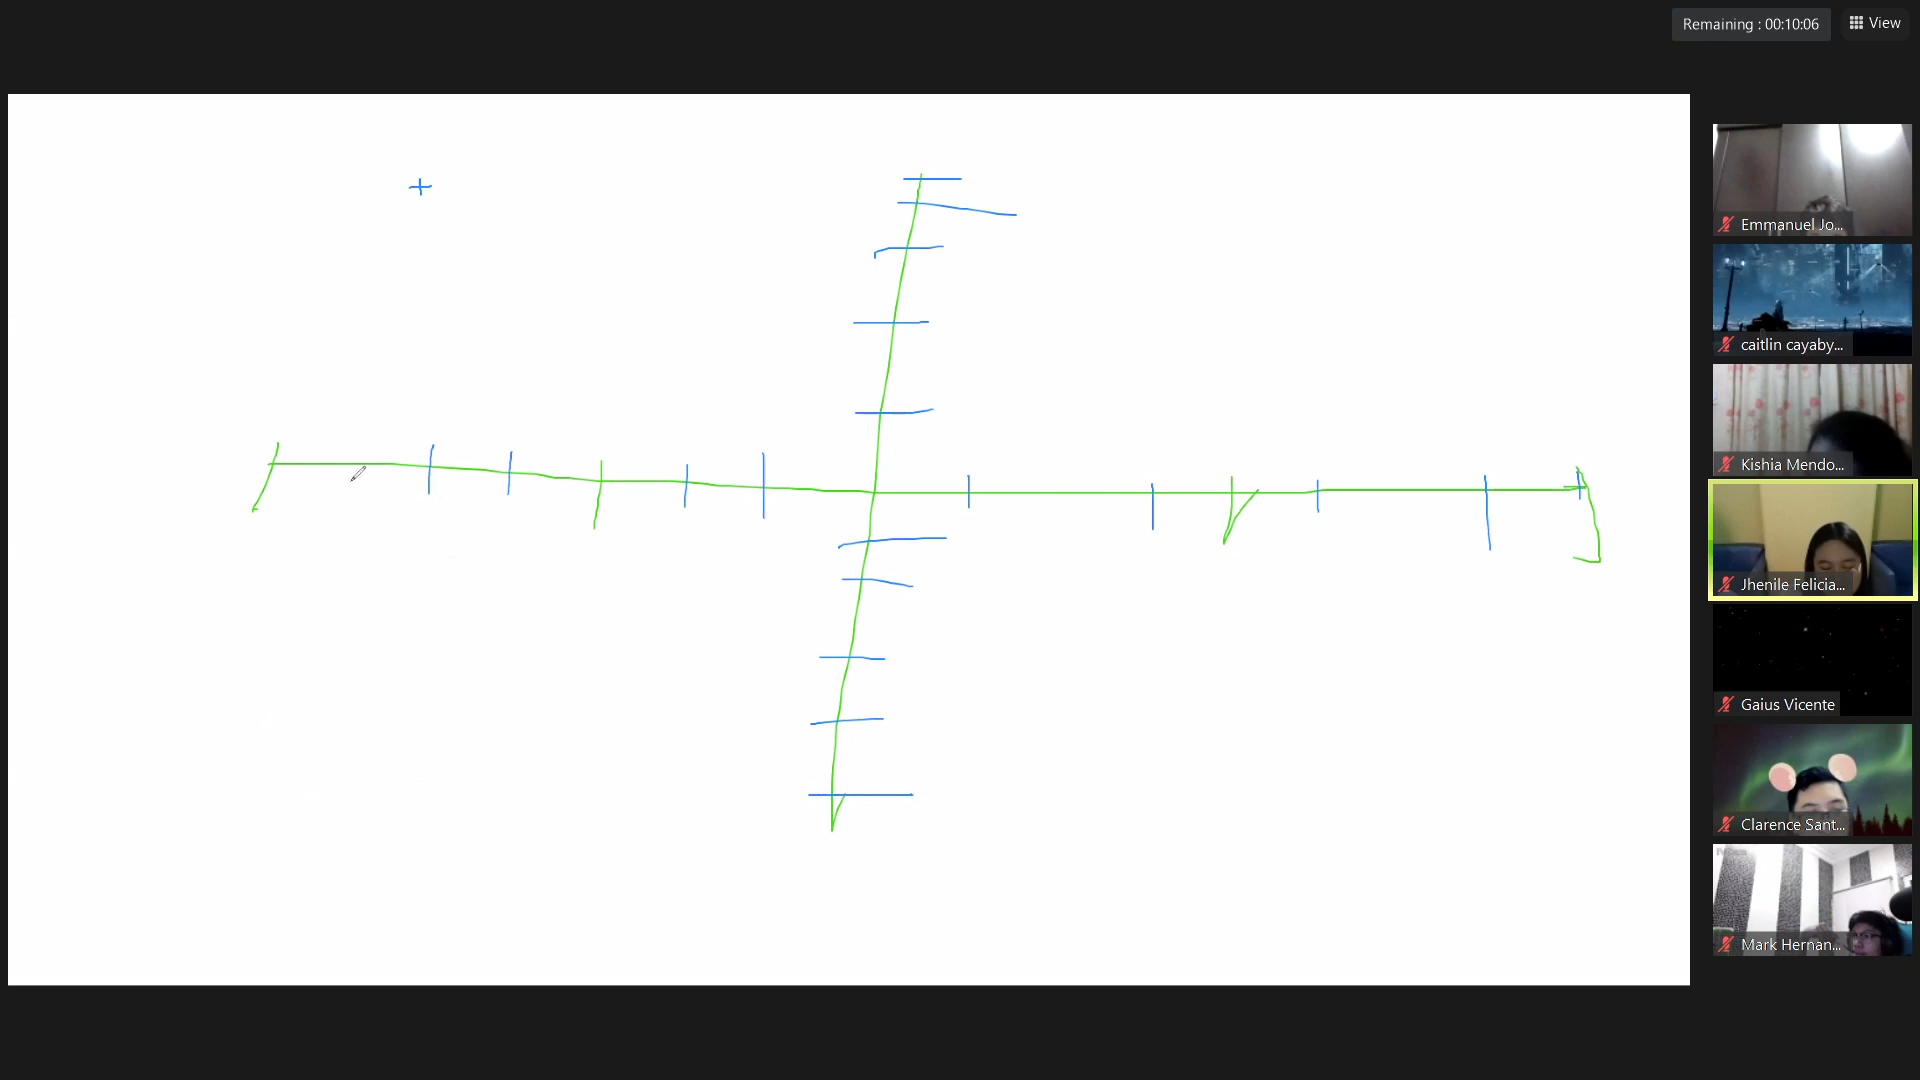 Remaining : 00:10:06
View
Emmanuel Jo...
caitlin cayaby...
Kishia Mendo...
Jhenile Felicia...
Gaius Vicente
Clarence Sant...
Mark Hernan...